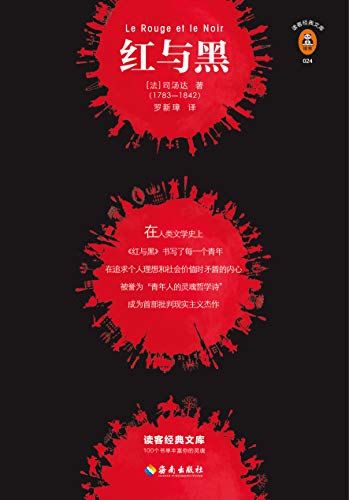 Le Rouge et le Noir
红与黑
[法]司汤达 著
(1783—1842)
罗新璋 译
读客经典文库
读客
024
在人类文学史上
《红与黑》书写了每一个青年
在追求个人理想和社会价值时矛盾的内心
被誉为“青年人的灵魂哲学诗”
成为首部批判现实主义杰作
读客经典文库
100个书单丰富你的灵魂
海南出版社